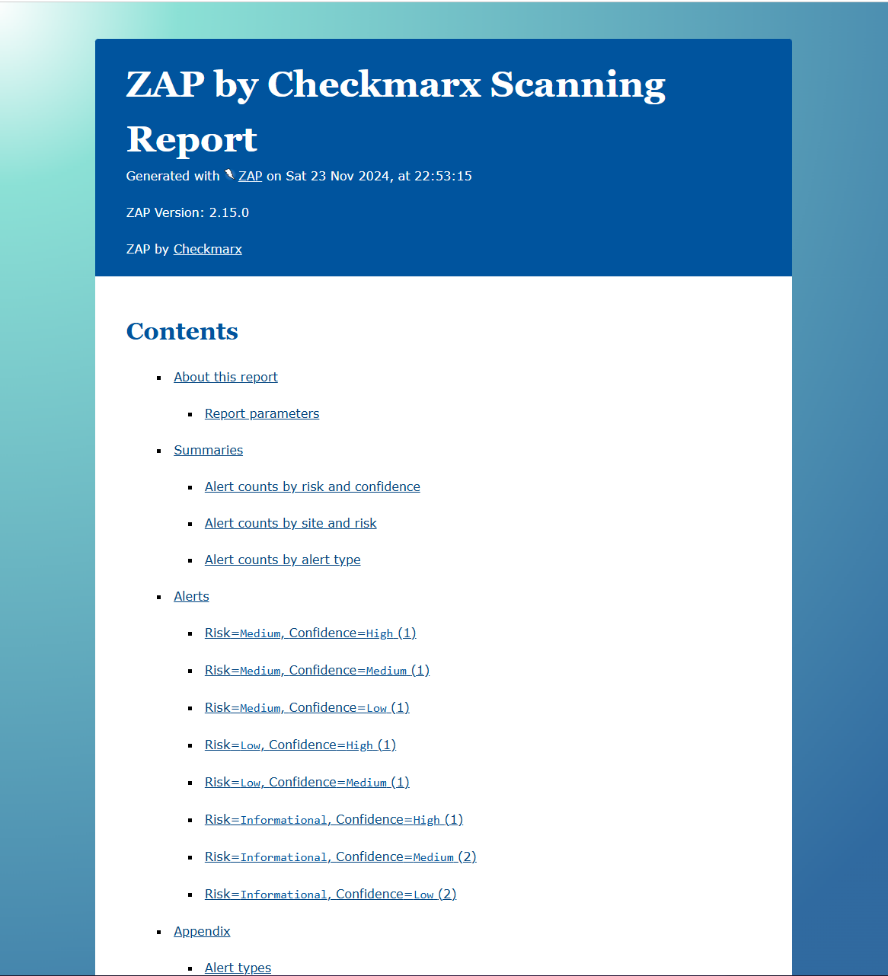 ZAP by Checkmarx Scanning
Report
Generated with ZAP on Sat 23 Nov 2024, at 22:53:15
ZAP Version: 2.15.0
ZAP by Checkmarx
Contents
About this report
Report parameters
Summaries
Alert counts by risk and confidence
Alert counts by site and risk
Alert counts by alert type
Alerts
Risk=Medium, Confidence=High (1)
Risk=Medium, Confidence=Medium (1)
Risk=Medium, Confidence=Low (1)
Risk=Low, Confidence=High (1)
Risk=Low, Confidence=Medium (1)
Risk=Informational, Confidence=High (1)
Risk=Informational, Confidence=Medium (2)
Risk=Informational, Confidence=Low (2)
Appendix
Alert types